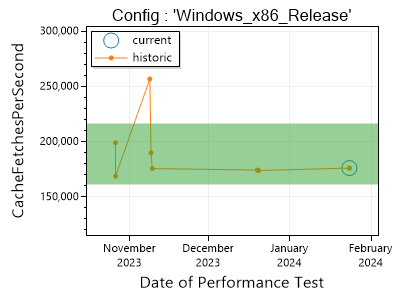 Config : 'Windows_x86_Release'
current
historic
300,000
250,000
200,000
150,000
CacheFetchesPerSecond
November December January February
2023 2023 2024 2024
Date of Performance Test